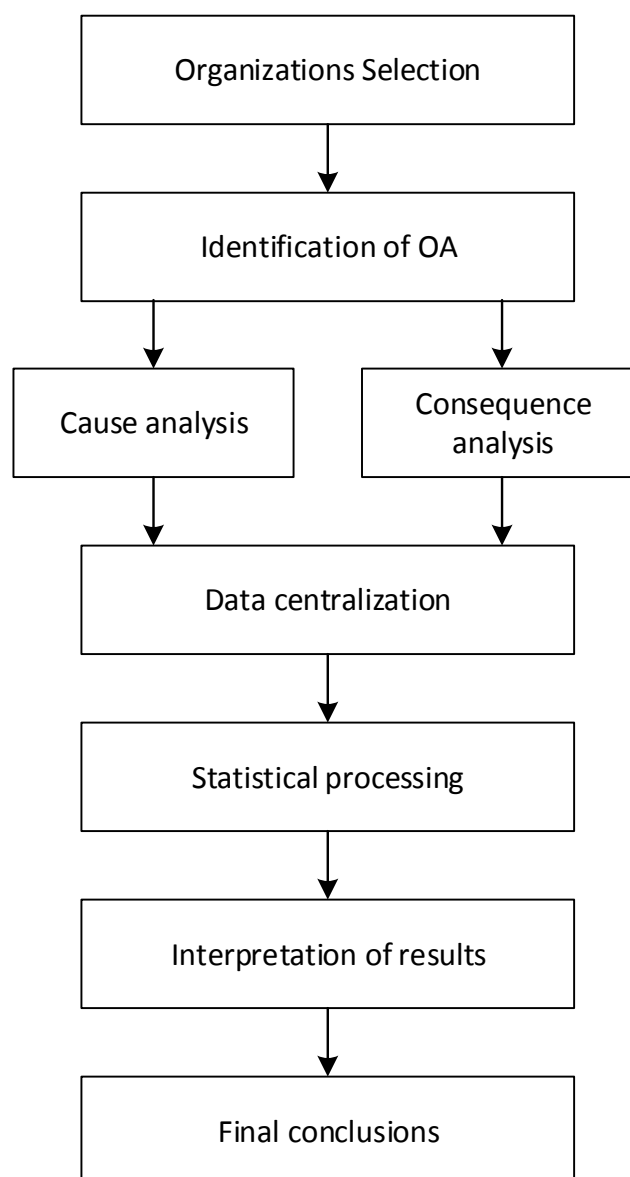 Organizations Selection
Identification of OA
Cause analysis
Consequence
analysis
Data centralization
Statistical processing
Interpretation of results
Final conclusions